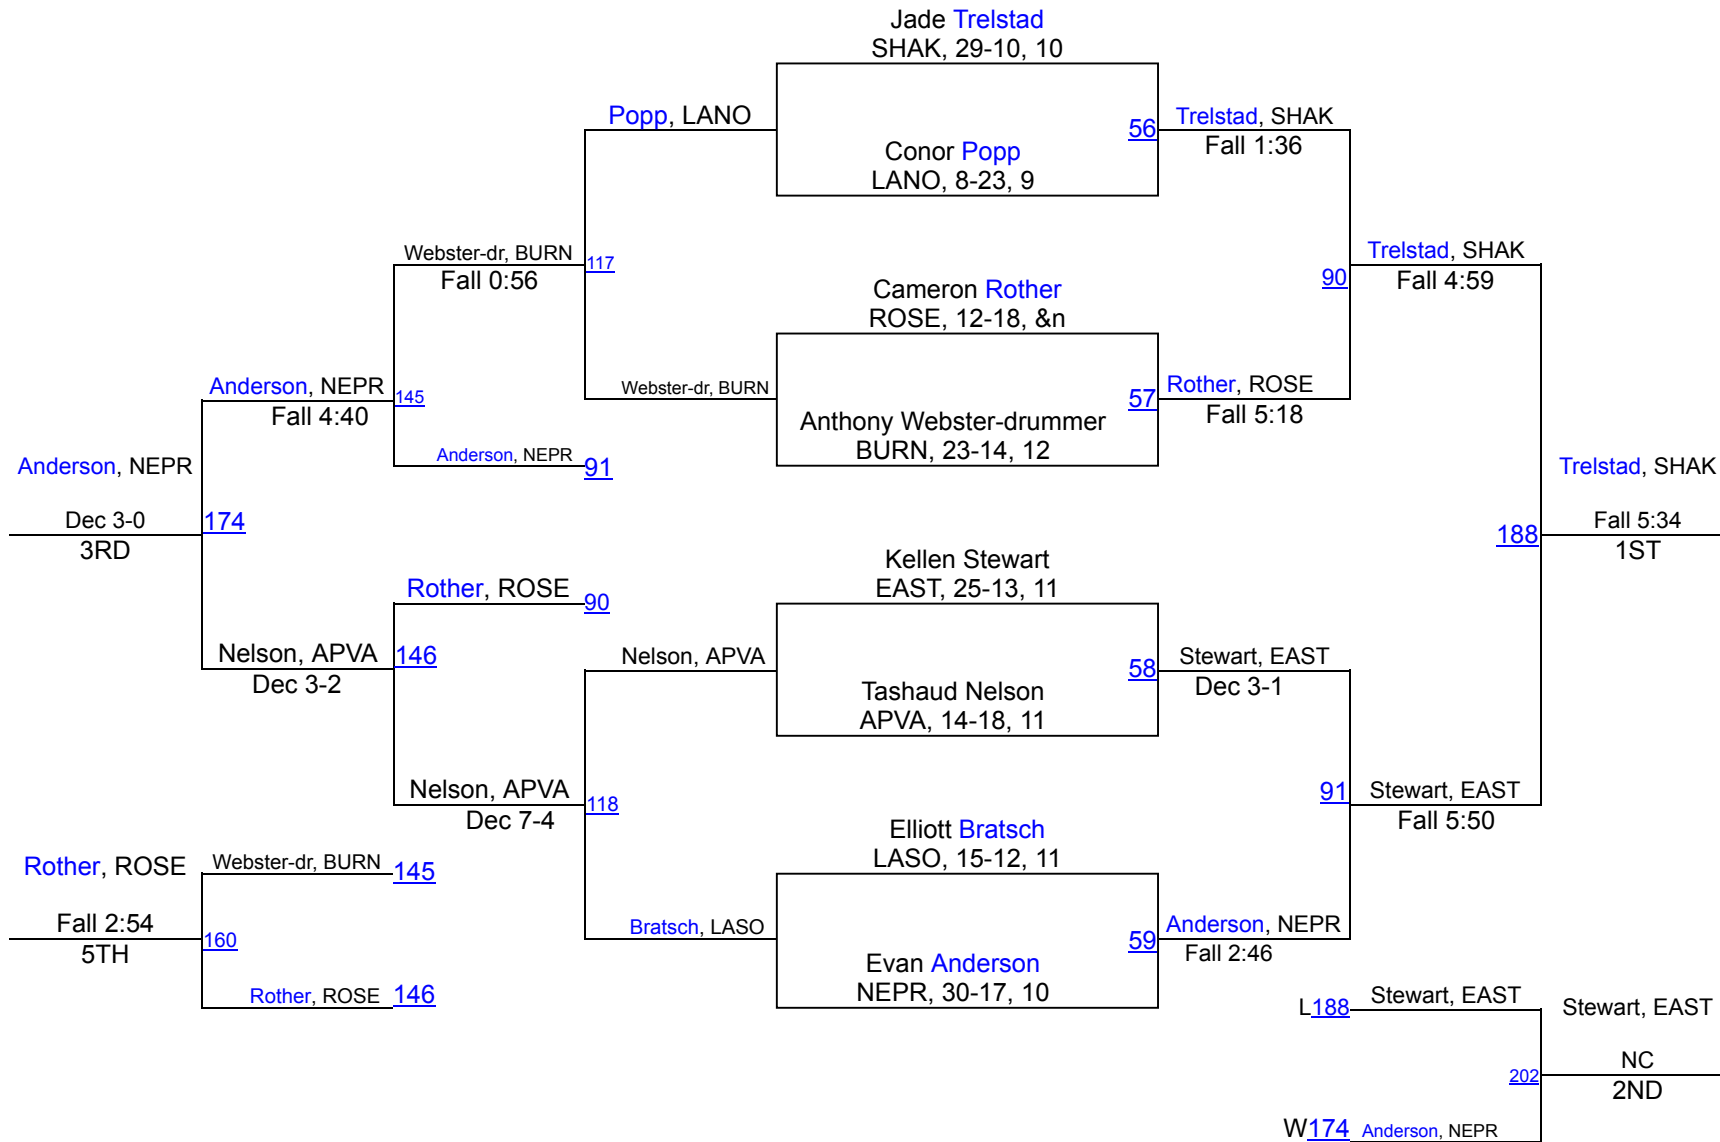 Jade Trelstad
SHAK, 29-10, 10
Popp, LANO
56
Trelstad, SHAK
Fall 1:36
Conor Popp
LANO, 8-23, 9
Webster-dr, BURN
Fall 0:56
117
Trelstad, SHAK
Fall 4:59
90
Cameron Rother
ROSE, 12-18, &n
Anderson, NEPR
Fall 4:40
145
Webster-dr, BURN
57
Rother, ROSE
Fall 5:18
Anthony Webster-drummer
BURN, 23-14, 12
Anderson, NEPR
91
Anderson, NEPR
Dec 3-0
3RD
174
Trelstad, SHAK
Fall 5:34
1ST
188
Kellen Stewart
EAST, 25-13, 11
Rother, ROSE
90
Nelson, APVA
Dec 3-2
146
Nelson, APVA
58
Stewart, EAST
Dec 3-1
Tashaud Nelson
APVA, 14-18, 11
Nelson, APVA
Dec 7-4
118
91
Stewart, EAST
Fall 5:50
Elliott Bratsch
LASO, 15-12, 11
Rother, ROSE
Webster-dr, BURN
145
Fall 2:54
5TH
160
Bratsch, LASO
59
Anderson, NEPR
Fall 2:46
Evan Anderson
NEPR, 30-17, 10
Rother, ROSE
146
L188
Stewart, EAST
Stewart, EAST
NC
2ND
202
W174
Anderson, NEPR